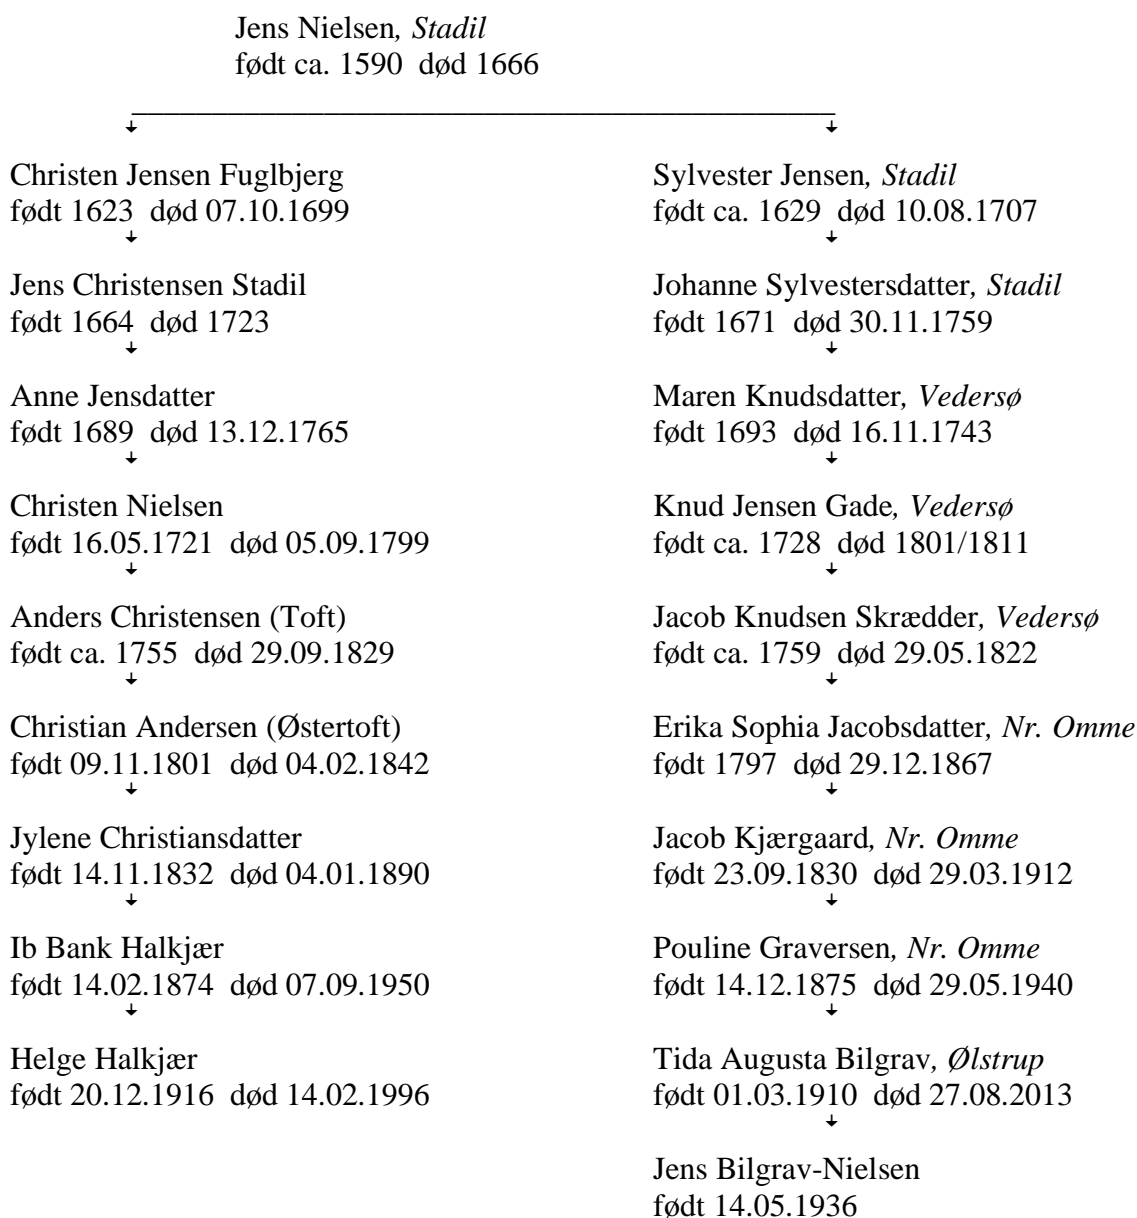 Jens Nielsen, Stadil
født ca. 1590  død 1666
Christen Jensen Fuglbjerg
født 1623  død 07.10.1699
Jens Christensen Stadil
født 1664  død 1723
Anne Jensdatter
født 1689  død 13.12.1765
Christen Nielsen
født 16.05.1721  død 05.09.1799
Anders Christensen (Toft)
født ca. 1755  død 29.09.1829
Christian Andersen (Østertoft)
født 09.11.1801  død 04.02.1842
Jylene Christiansdatter
født 14.11.1832  død 04.01.1890
Ib Bank Halkjær
født 14.02.1874  død 07.09.1950
Helge Halkjær
født 20.12.1916  død 14.02.1996
Sylvester Jensen, Stadil
født ca. 1629  død 10.08.1707
Johanne Sylvestersdatter, Stadil
født 1671  død 30.11.1759
Maren Knudsdatter, Vedersø
født 1693  død 16.11.1743
Knud Jensen Gade, Vedersø
født ca. 1728  død 1801/1811
Jacob Knudsen Skrædder, Vedersø
født ca. 1759  død 29.05.1822
Erika Sophia Jacobsdatter, Nr. Omme
født 1797  død 29.12.1867
Jacob Kjærgaard, Nr. Omme
født 23.09.1830  død 29.03.1912
Pouline Graversen, Nr. Omme
født 14.12.1875  død 29.05.1940
Tida Augusta Bilgrav, Ølstrup
født 01.03.1910  død 27.08.2013
Jens Bilgrav-Nielsen
født 14.05.1936